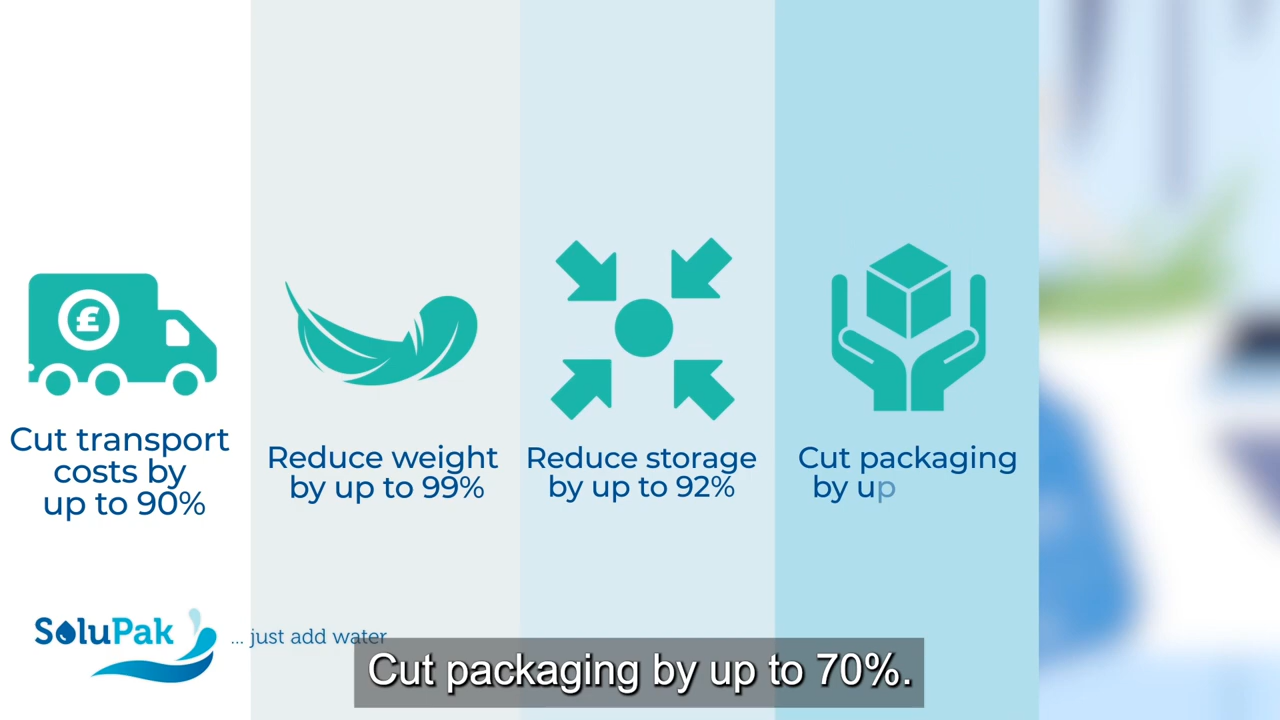 £
Cut transport
costs by
up to 90%
Reduce weight
by up to 99%
Reduce storage
by up to 92%
Cut packaging
by up
SoluPak
... just add water
Cut packaging by up to 70%.